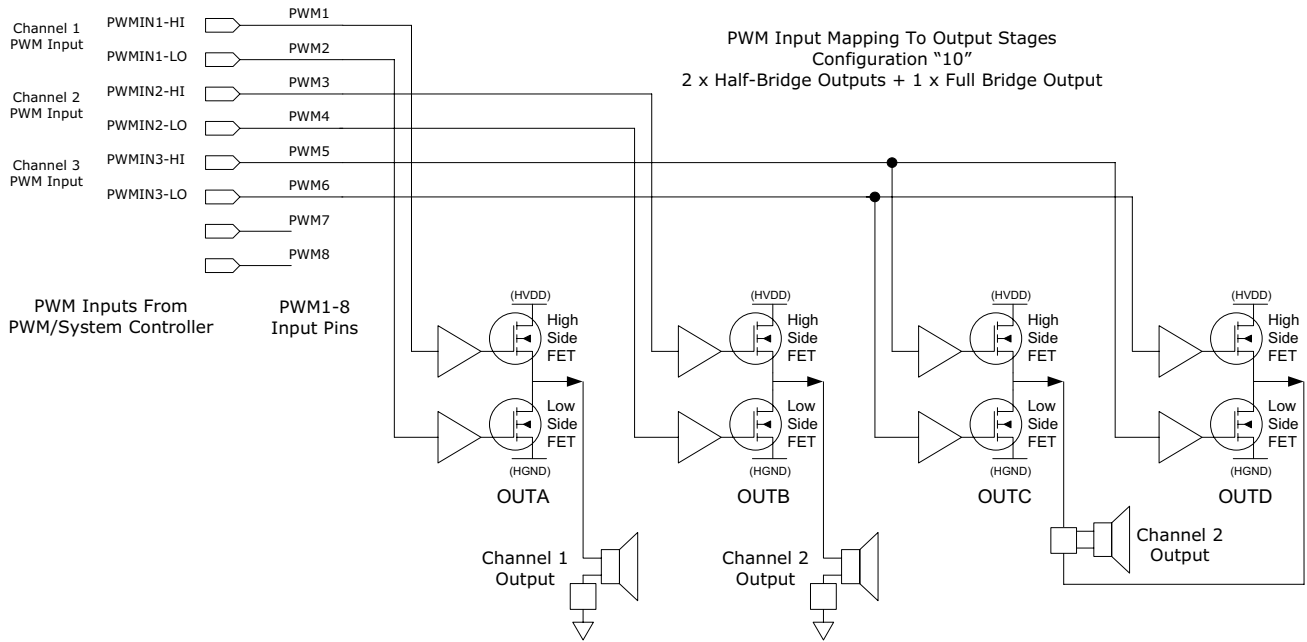 PWM Input Mapping To Output Stages
Configuration “10”
2 x Half-Bridge Outputs + 1 x Full Bridge Output
Channel 1
PWM Input
PWMIN1-HI
PWM1
PWMIN1-LO
PWM2
Channel 2
PWM Input
PWMIN2-HI
PWM3
PWMIN2-LO
PWM4
Channel 3
PWM Input
PWMIN3-HI
PWM5
PWMIN3-LO
PWM6
PWM7
PWM8
PWM Inputs From
PWM/System Controller
PWM1-8
Input Pins
(HVDD)
High
Side
FET
Low
Side
FET
(HGND)
OUTA
Channel 1
Output
(HVDD)
High
Side
FET
Low
Side
FET
(HGND)
OUTB
Channel 2
Output
(HVDD)
High
Side
FET
Low
Side
FET
(HGND)
OUTC
Channel 2
Output
(HVDD)
High
Side
FET
Low
Side
FET
(HGND)
OUTD